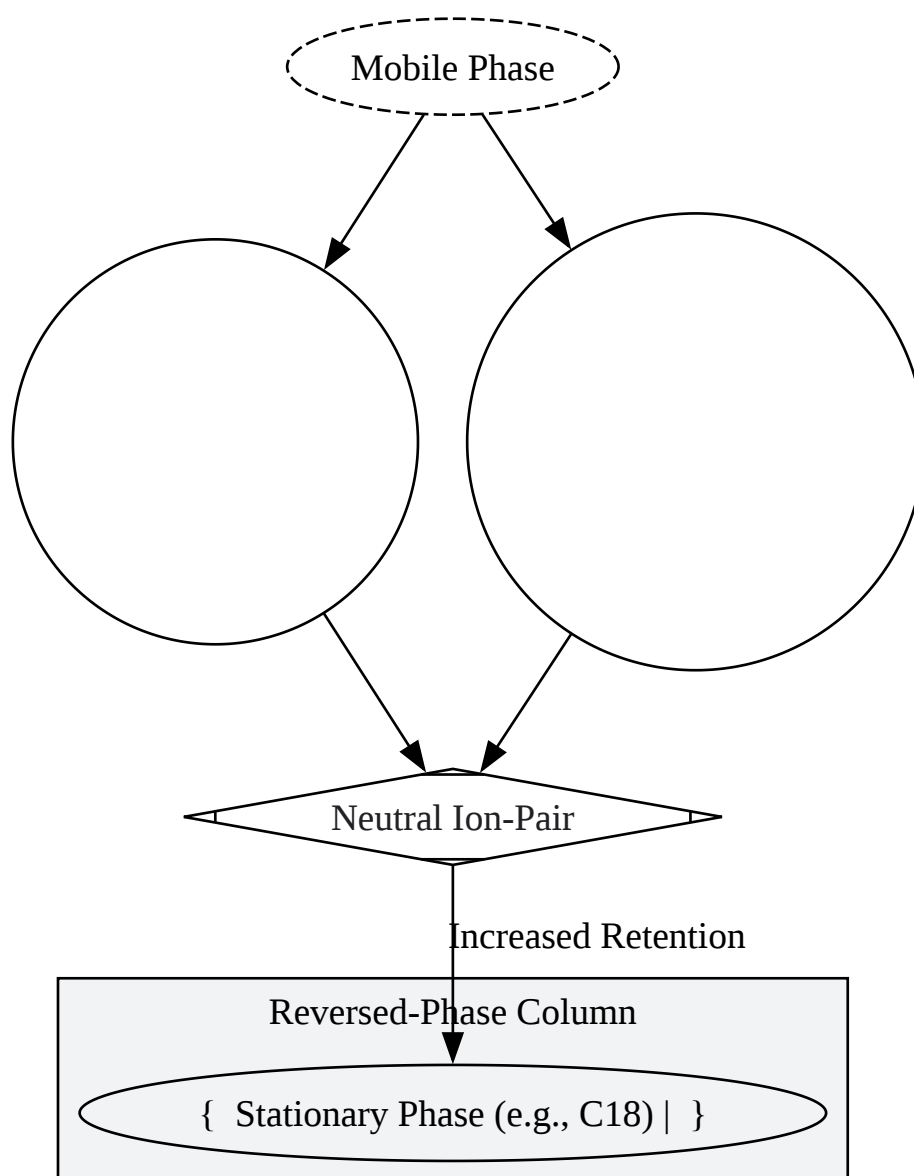 Mobile Phase
Neutral Ion-Pair
Increased Retention
Reversed-Phase Column
{  Stationary Phase (e.g., C18) |  }